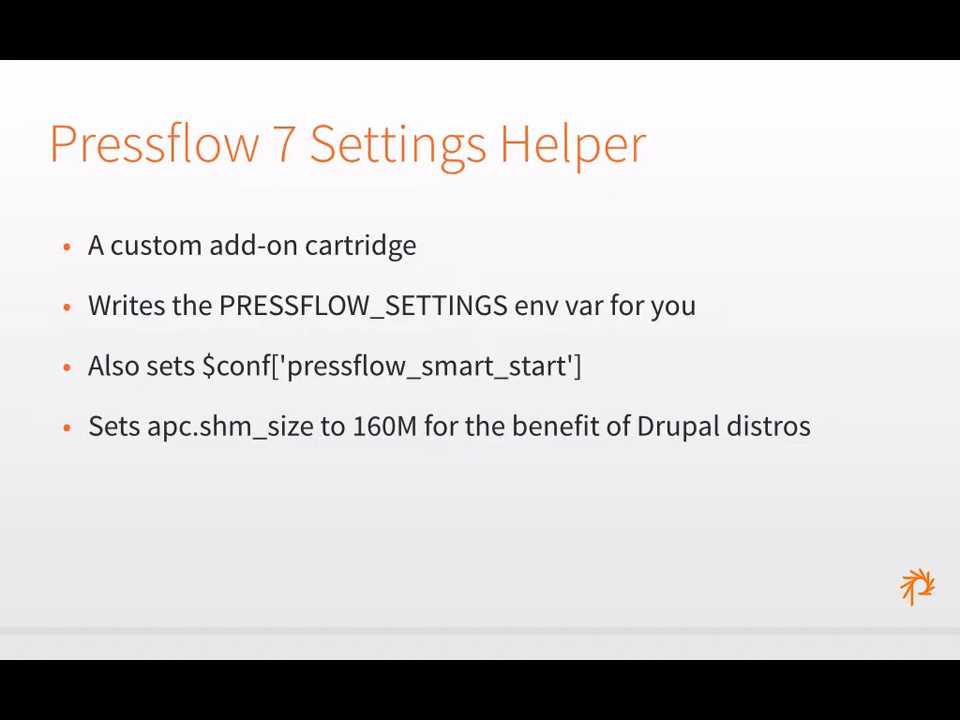 Pressflow 7 Settings Helper
• A custom add-on cartridge
• Writes the PRESSFLOW_SETTINGS env var for you
• Also sets $conf['pressflow_smart_start']
• Sets apc.shm_size to 160M for the benefit of Drupal distros